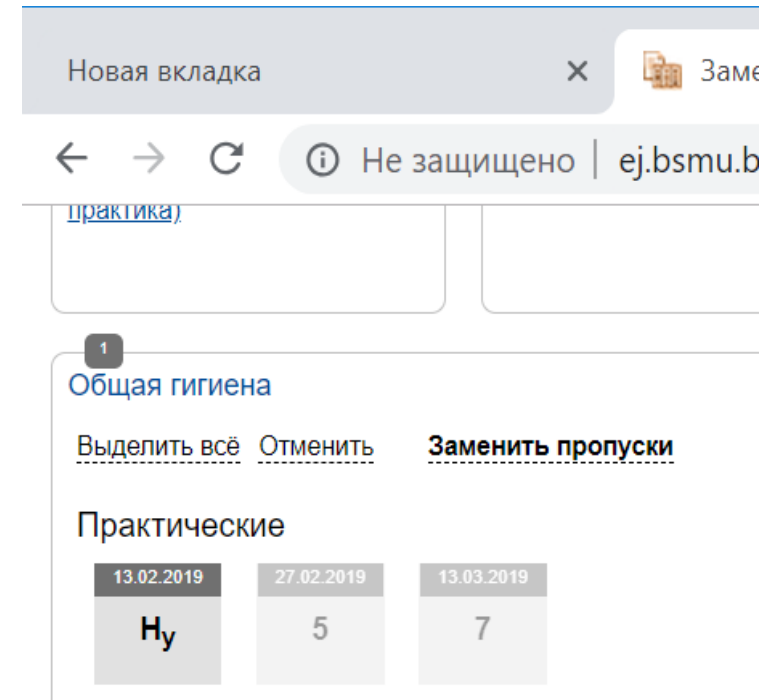 Новая вкладка
Заме
Не защищено | ej.bsmu.b
практика)
1
Общая гигиена
Выделить всё Отменить Заменить пропуски
Практические
13.02.2019 27.02.2019 13.03.2019
Ну 5 7